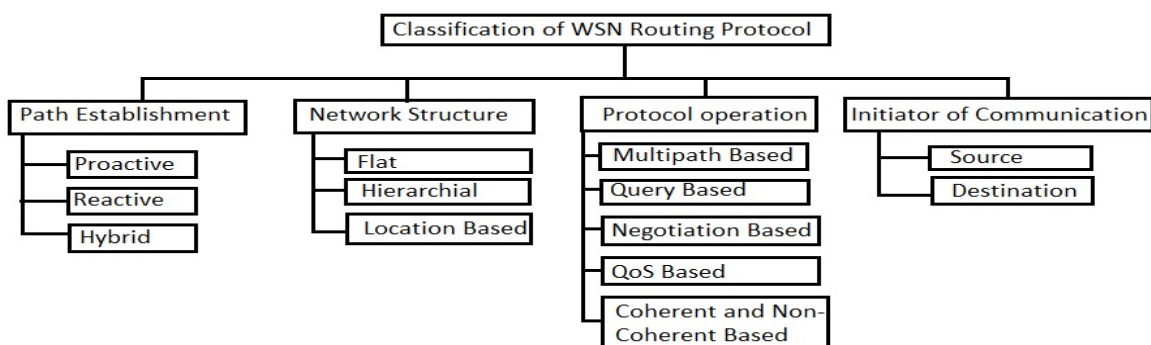 Classification of WSN Routing Protocol
Path Establishment
Proactive
Reactive
Hybrid
Network Structure
Flat
Hierarchial
Location Based
Protocol operation
Multipath Based
Query Based
Negotiation Based
QoS Based
Coherent and Non-
Coherent Based
Initiator of Communication
Source
Destination